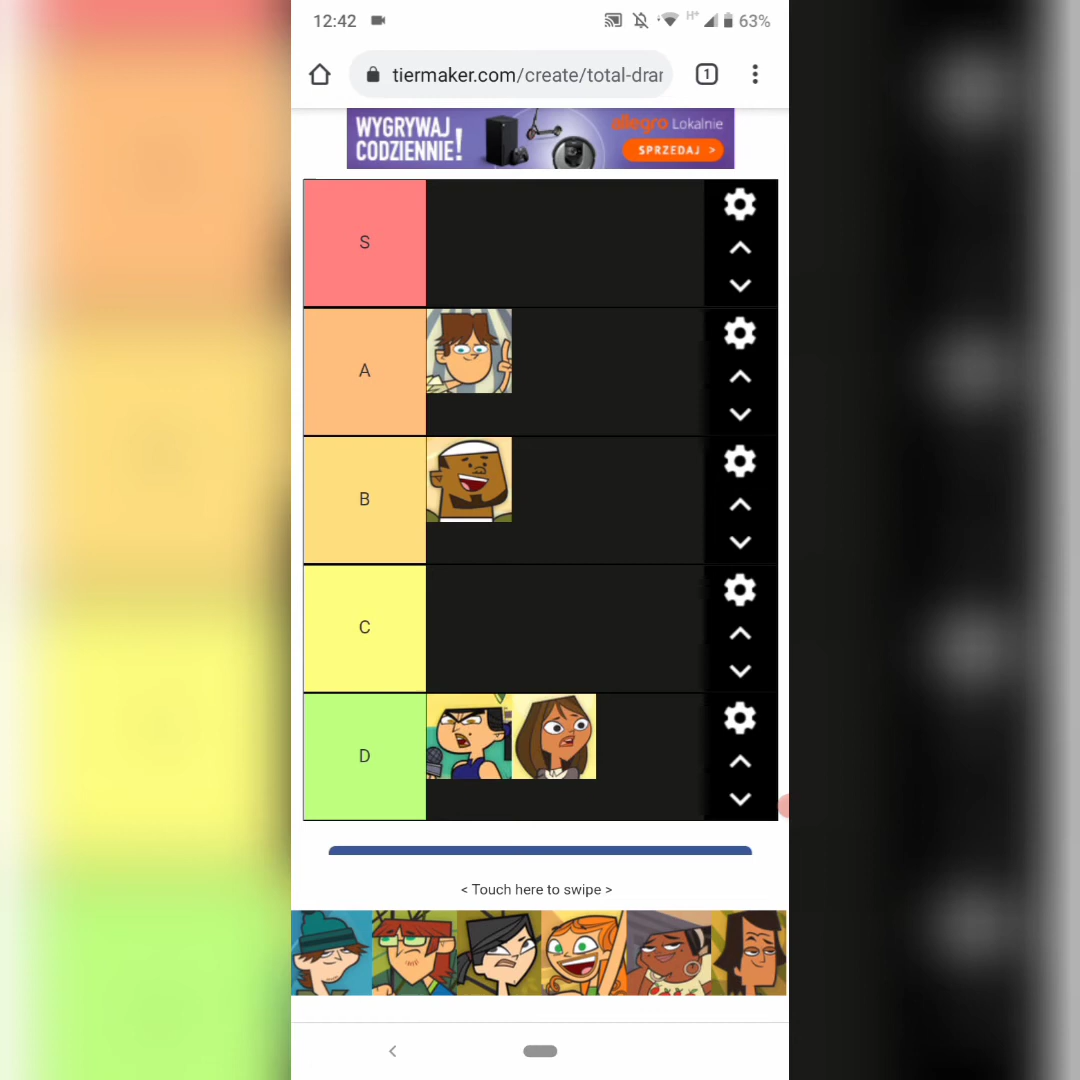 12:42
H+
63%
tiermaker.com/create/total-drar
1
WYGRYWAJ
CODZIENNIE!
allegro Lokalnie
SPRZEDAJ >
S
A
B
C
D
< Touch here to swipe >